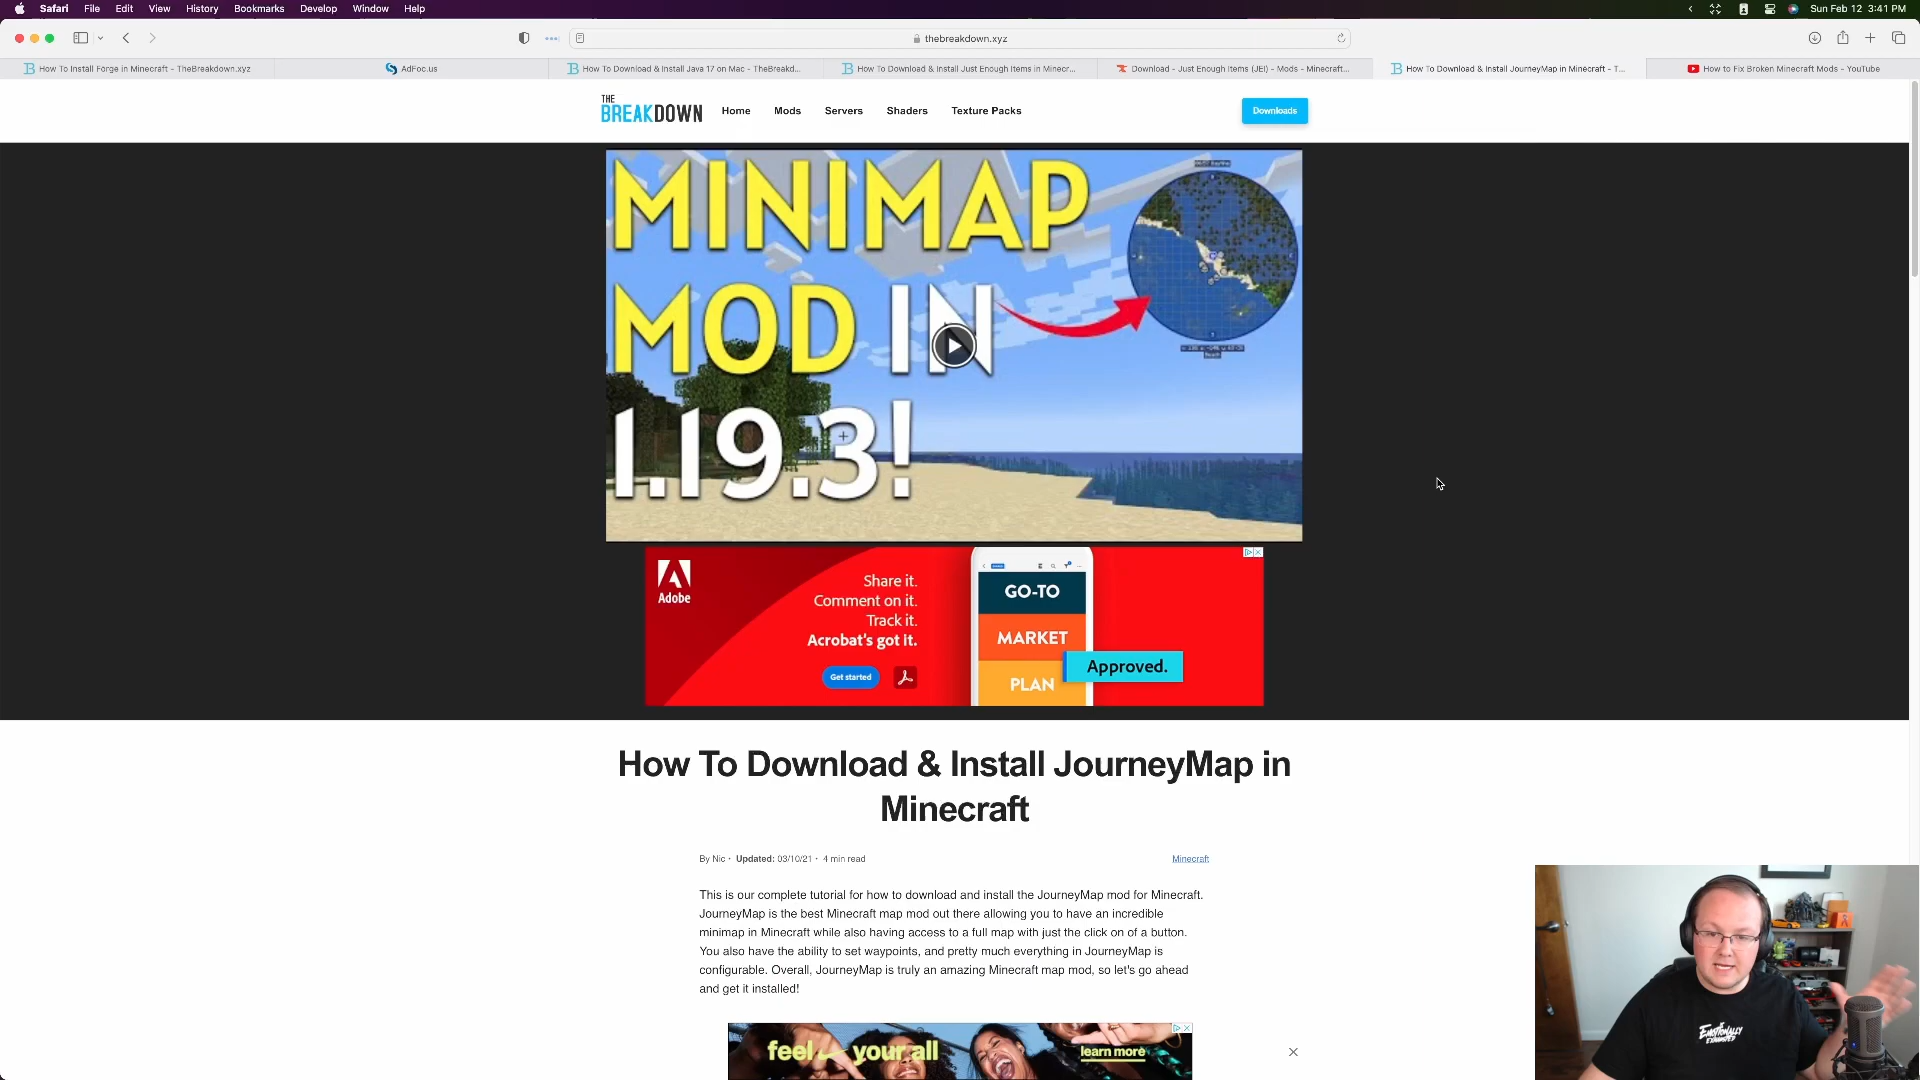 Safari File Edit View History Bookmarks Develop Window Help
Sun Feb 12 3:41 PM
thebreakdown.xyz
How To Install Forge in Minecraft - TheBreakdown.xyz
AdFoc.us
How To Download & Install Java 17 on Mac - TheBreakd...
How To Download & Install Just Enough Items in Minecr...
Download - Just Enough Items (JEI) - Mods - Minecraft...
How To Download & Install JourneyMap in Minecraft - T...
How to Fix Broken Minecraft Mods - YouTube
THE
BREAKDOWN
Home Mods Servers Shaders Texture Packs
Downloads
MINIMAP
MOD IN
1.19.3!
Adobe
Share it.
Comment on it.
Track it.
Acrobat's got it.
Get started
GO-TO
MARKET
PLAN
Approved.
How To Download & Install JourneyMap in
Minecraft
By Nic · Updated: 03/10/21 · 4 min read
Minecraft
This is our complete tutorial for how to download and install the JourneyMap mod for Minecraft.
JourneyMap is the best Minecraft map mod out there allowing you to have an incredible
minimap in Minecraft while also having access to a full map with just the click on of a button.
You also have the ability to set waypoints, and pretty much everything in JourneyMap is
configurable. Overall, JourneyMap is truly an amazing Minecraft map mod, so let's go ahead
and get it installed!
feel your all
learn more
EMOTIONALLY
EXHAUSTED